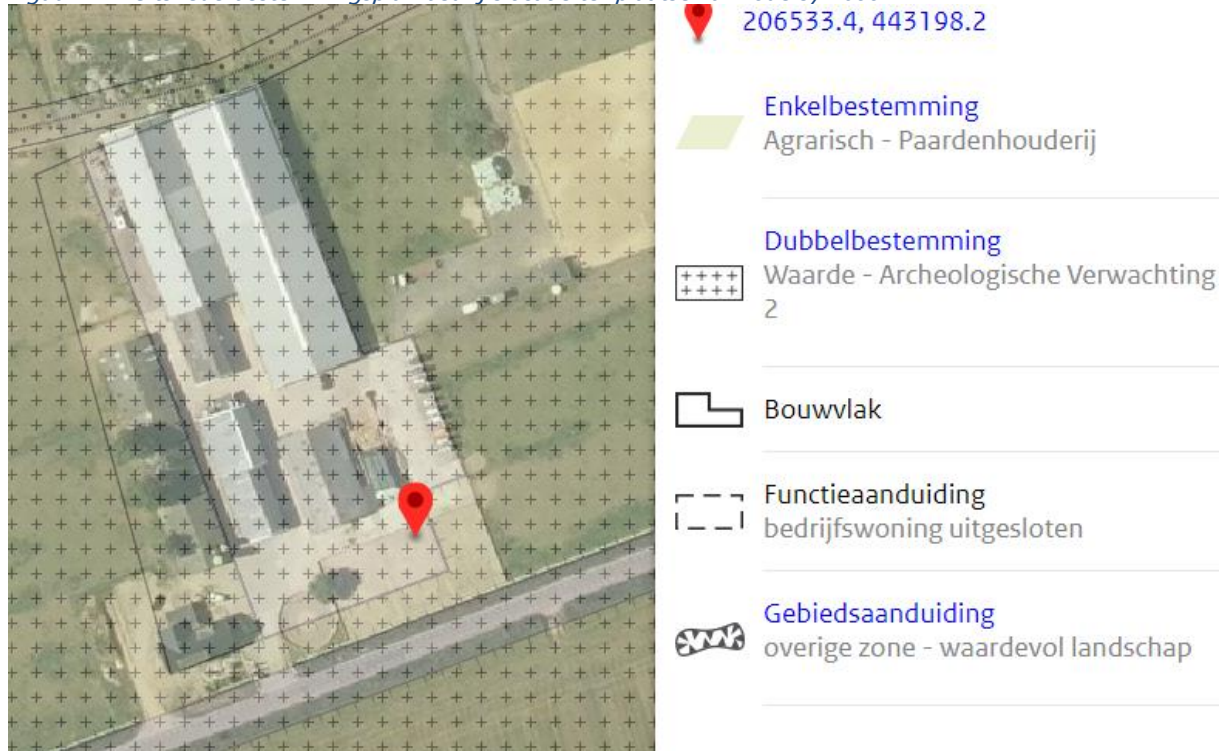 206533.4, 443198.2
Enkelbestemming
Agrarisch - Paardenhouderij
Dubbelbestemming
Waarde - Archeologische Verwachting
2
Bouwvlak
Functieaanduiding
bedrijfswoning uitgesloten
Gebiedsaanduiding
overige zone - waardevol landschap